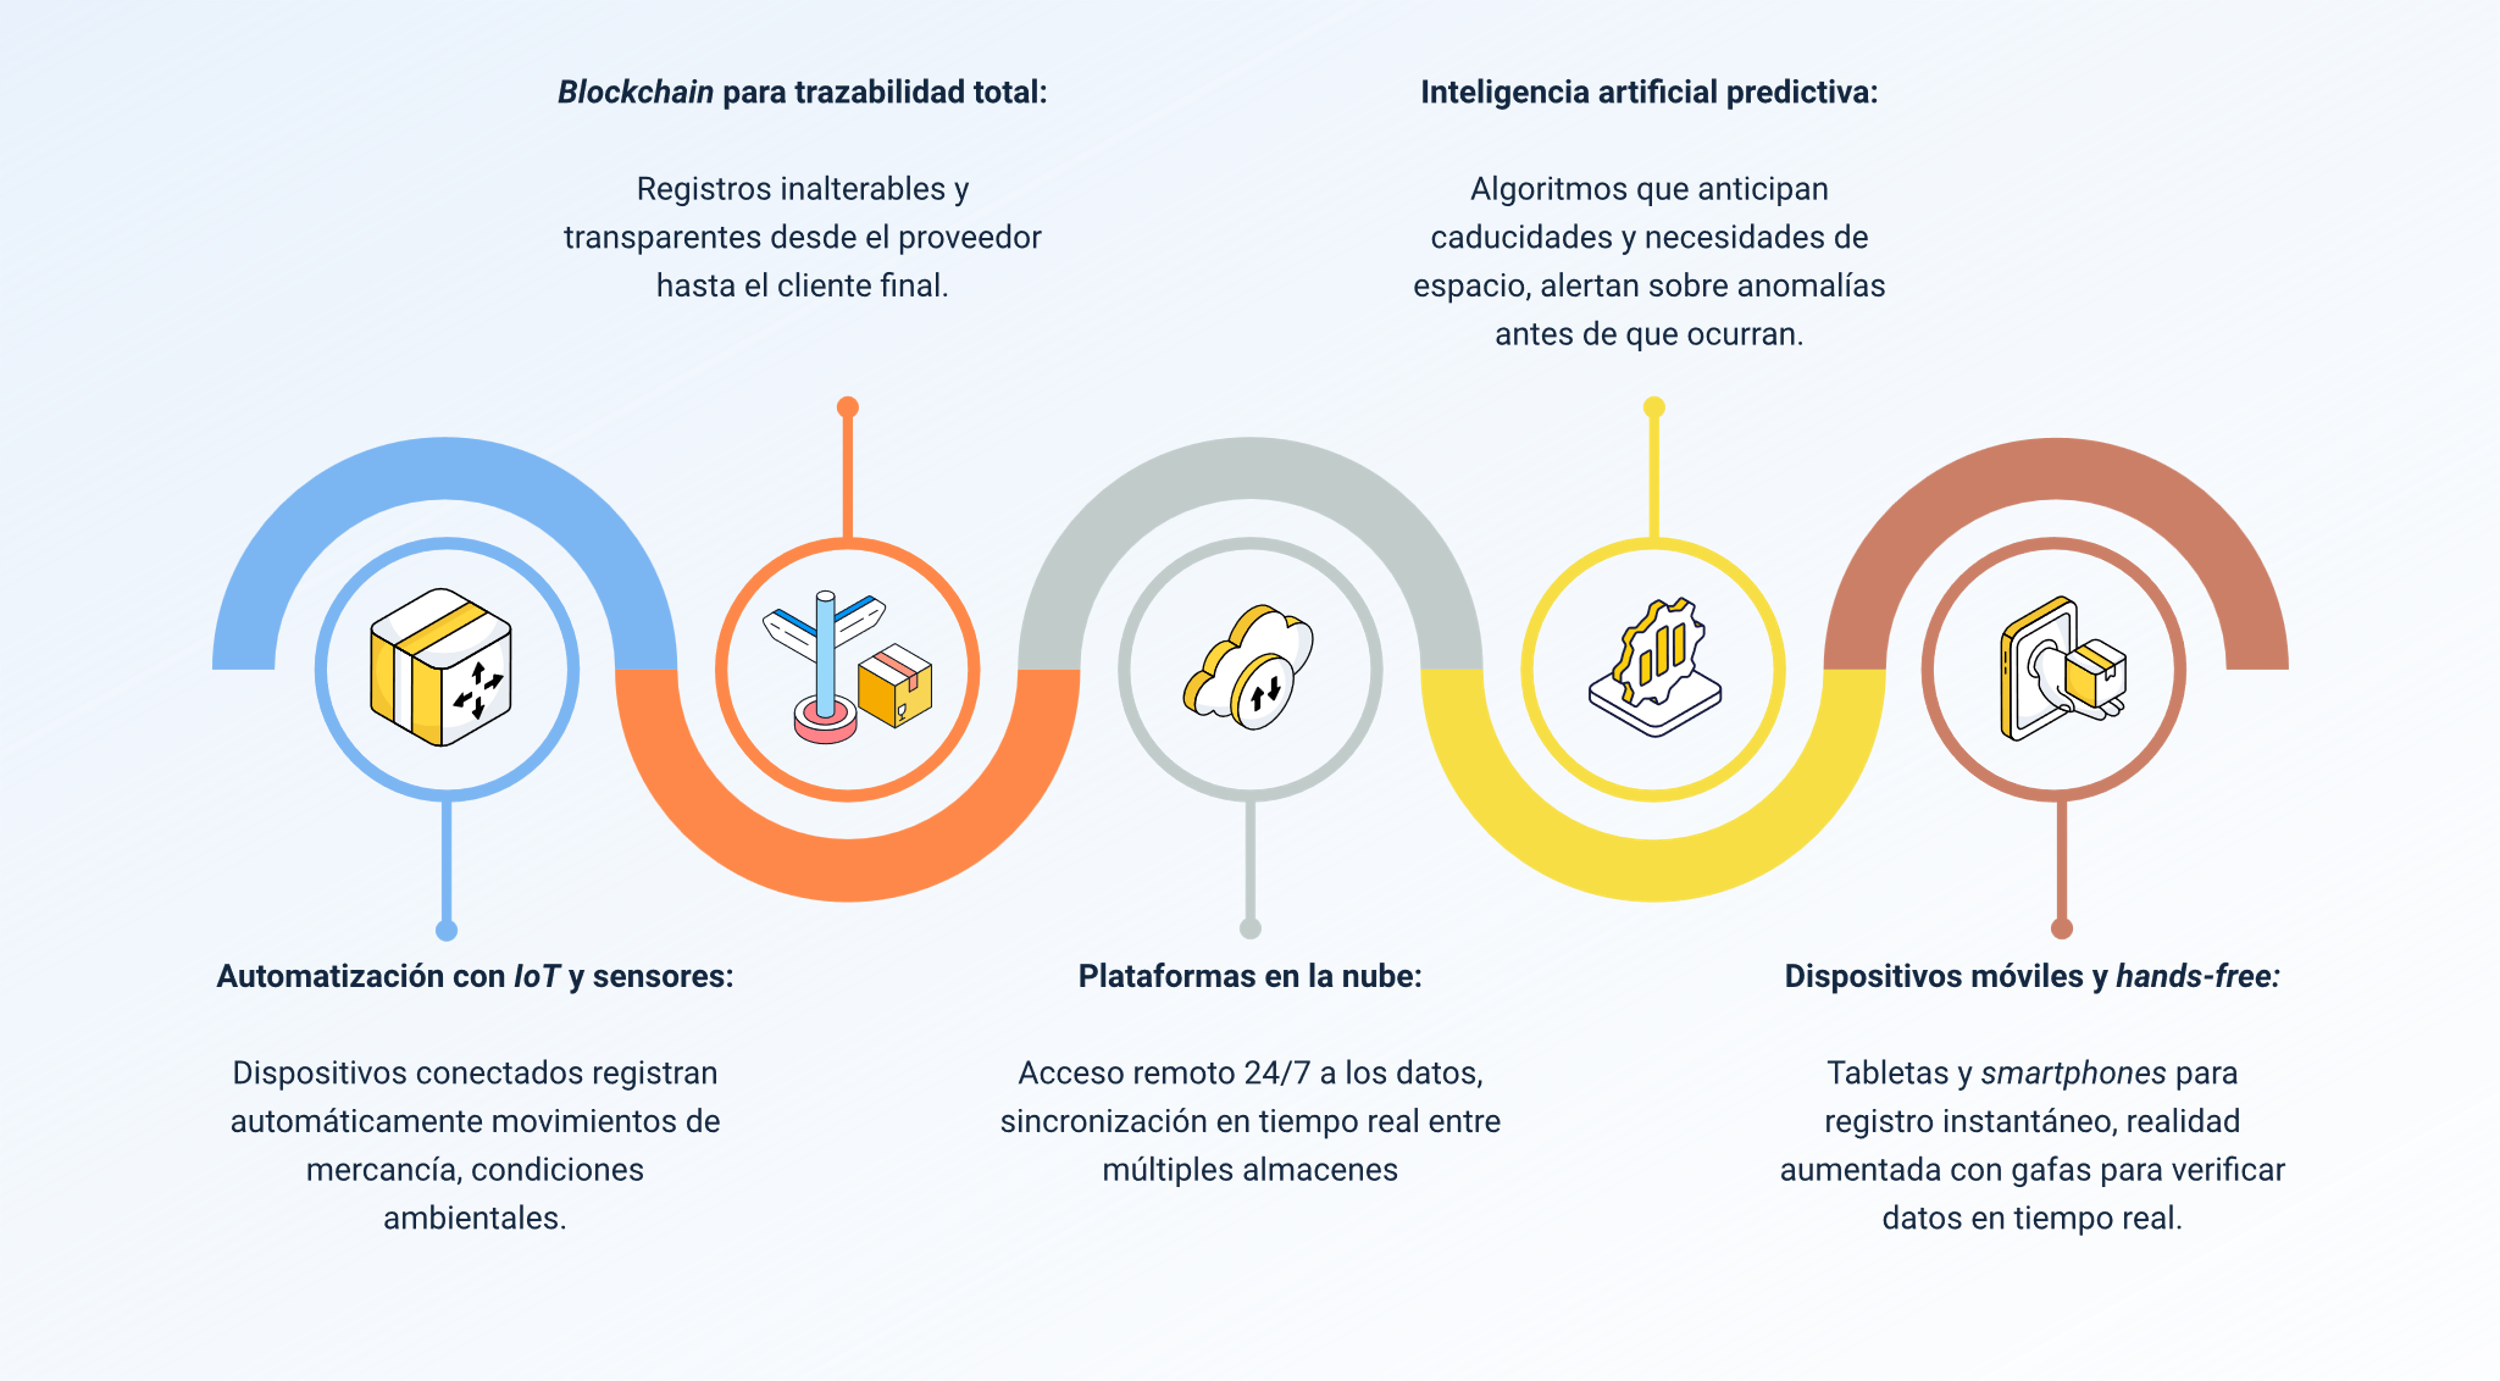 Blockchain para trazabilidad total:
Registros inalterables y
transparentes desde el proveedor
hasta el cliente final.
Inteligencia artificial predictiva:
Algoritmos que anticipan
caducidades y necesidades de
espacio, alertan sobre anomalías
antes de que ocurran.
Automatización con IoT y sensores:
Dispositivos conectados registran
automáticamente movimientos de
mercancía, condiciones
ambientales.
Plataformas en la nube:
Acceso remoto 24/7 a los datos,
sincronización en tiempo real entre
múltiples almacenes
Dispositivos móviles y hands-free:
Tabletas y smartphones para
registro instantáneo, realidad
aumentada con gafas para verificar
datos en tiempo real.